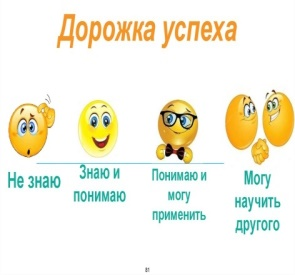 Дорожка успеха
Не знаю
Знаю и
понимаю
Понимаю и
могу
применить
Могу
научить
другого
81